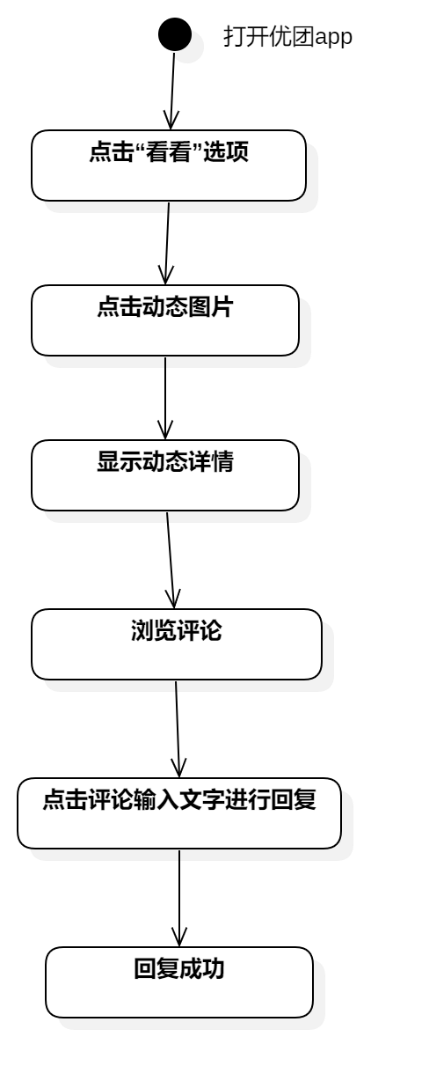 打开优团app
点击“看看”选项
点击动态图片
显示动态详情
浏览评论
点击评论输入文字进行回复
回复成功